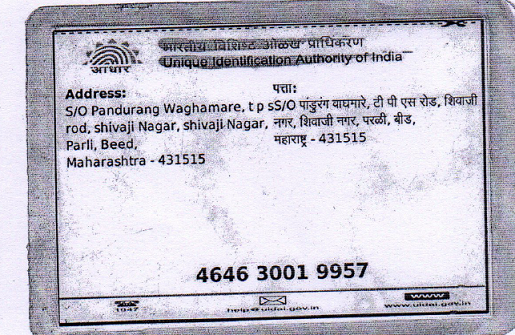 आधार
भारतीय विशिष्ट ओळख प्राधिकरण
Unique Identification Authority of India
Address:
S/O Pandurang Waghamare, t p s
rod, shivaji Nagar, shivaji Nagar,
Parli, Beed,
Maharashtra - 431515
पत्ता:
S/O पांडुरंग वाघमारे, टी पी एस रोड, शिवाजी
नगर, शिवाजी नगर, परळी, बीड,
महाराष्ट्र - 431515
4646 3001 9957
1947
help@uidai.gov.in
www
www.uidai.gov.in